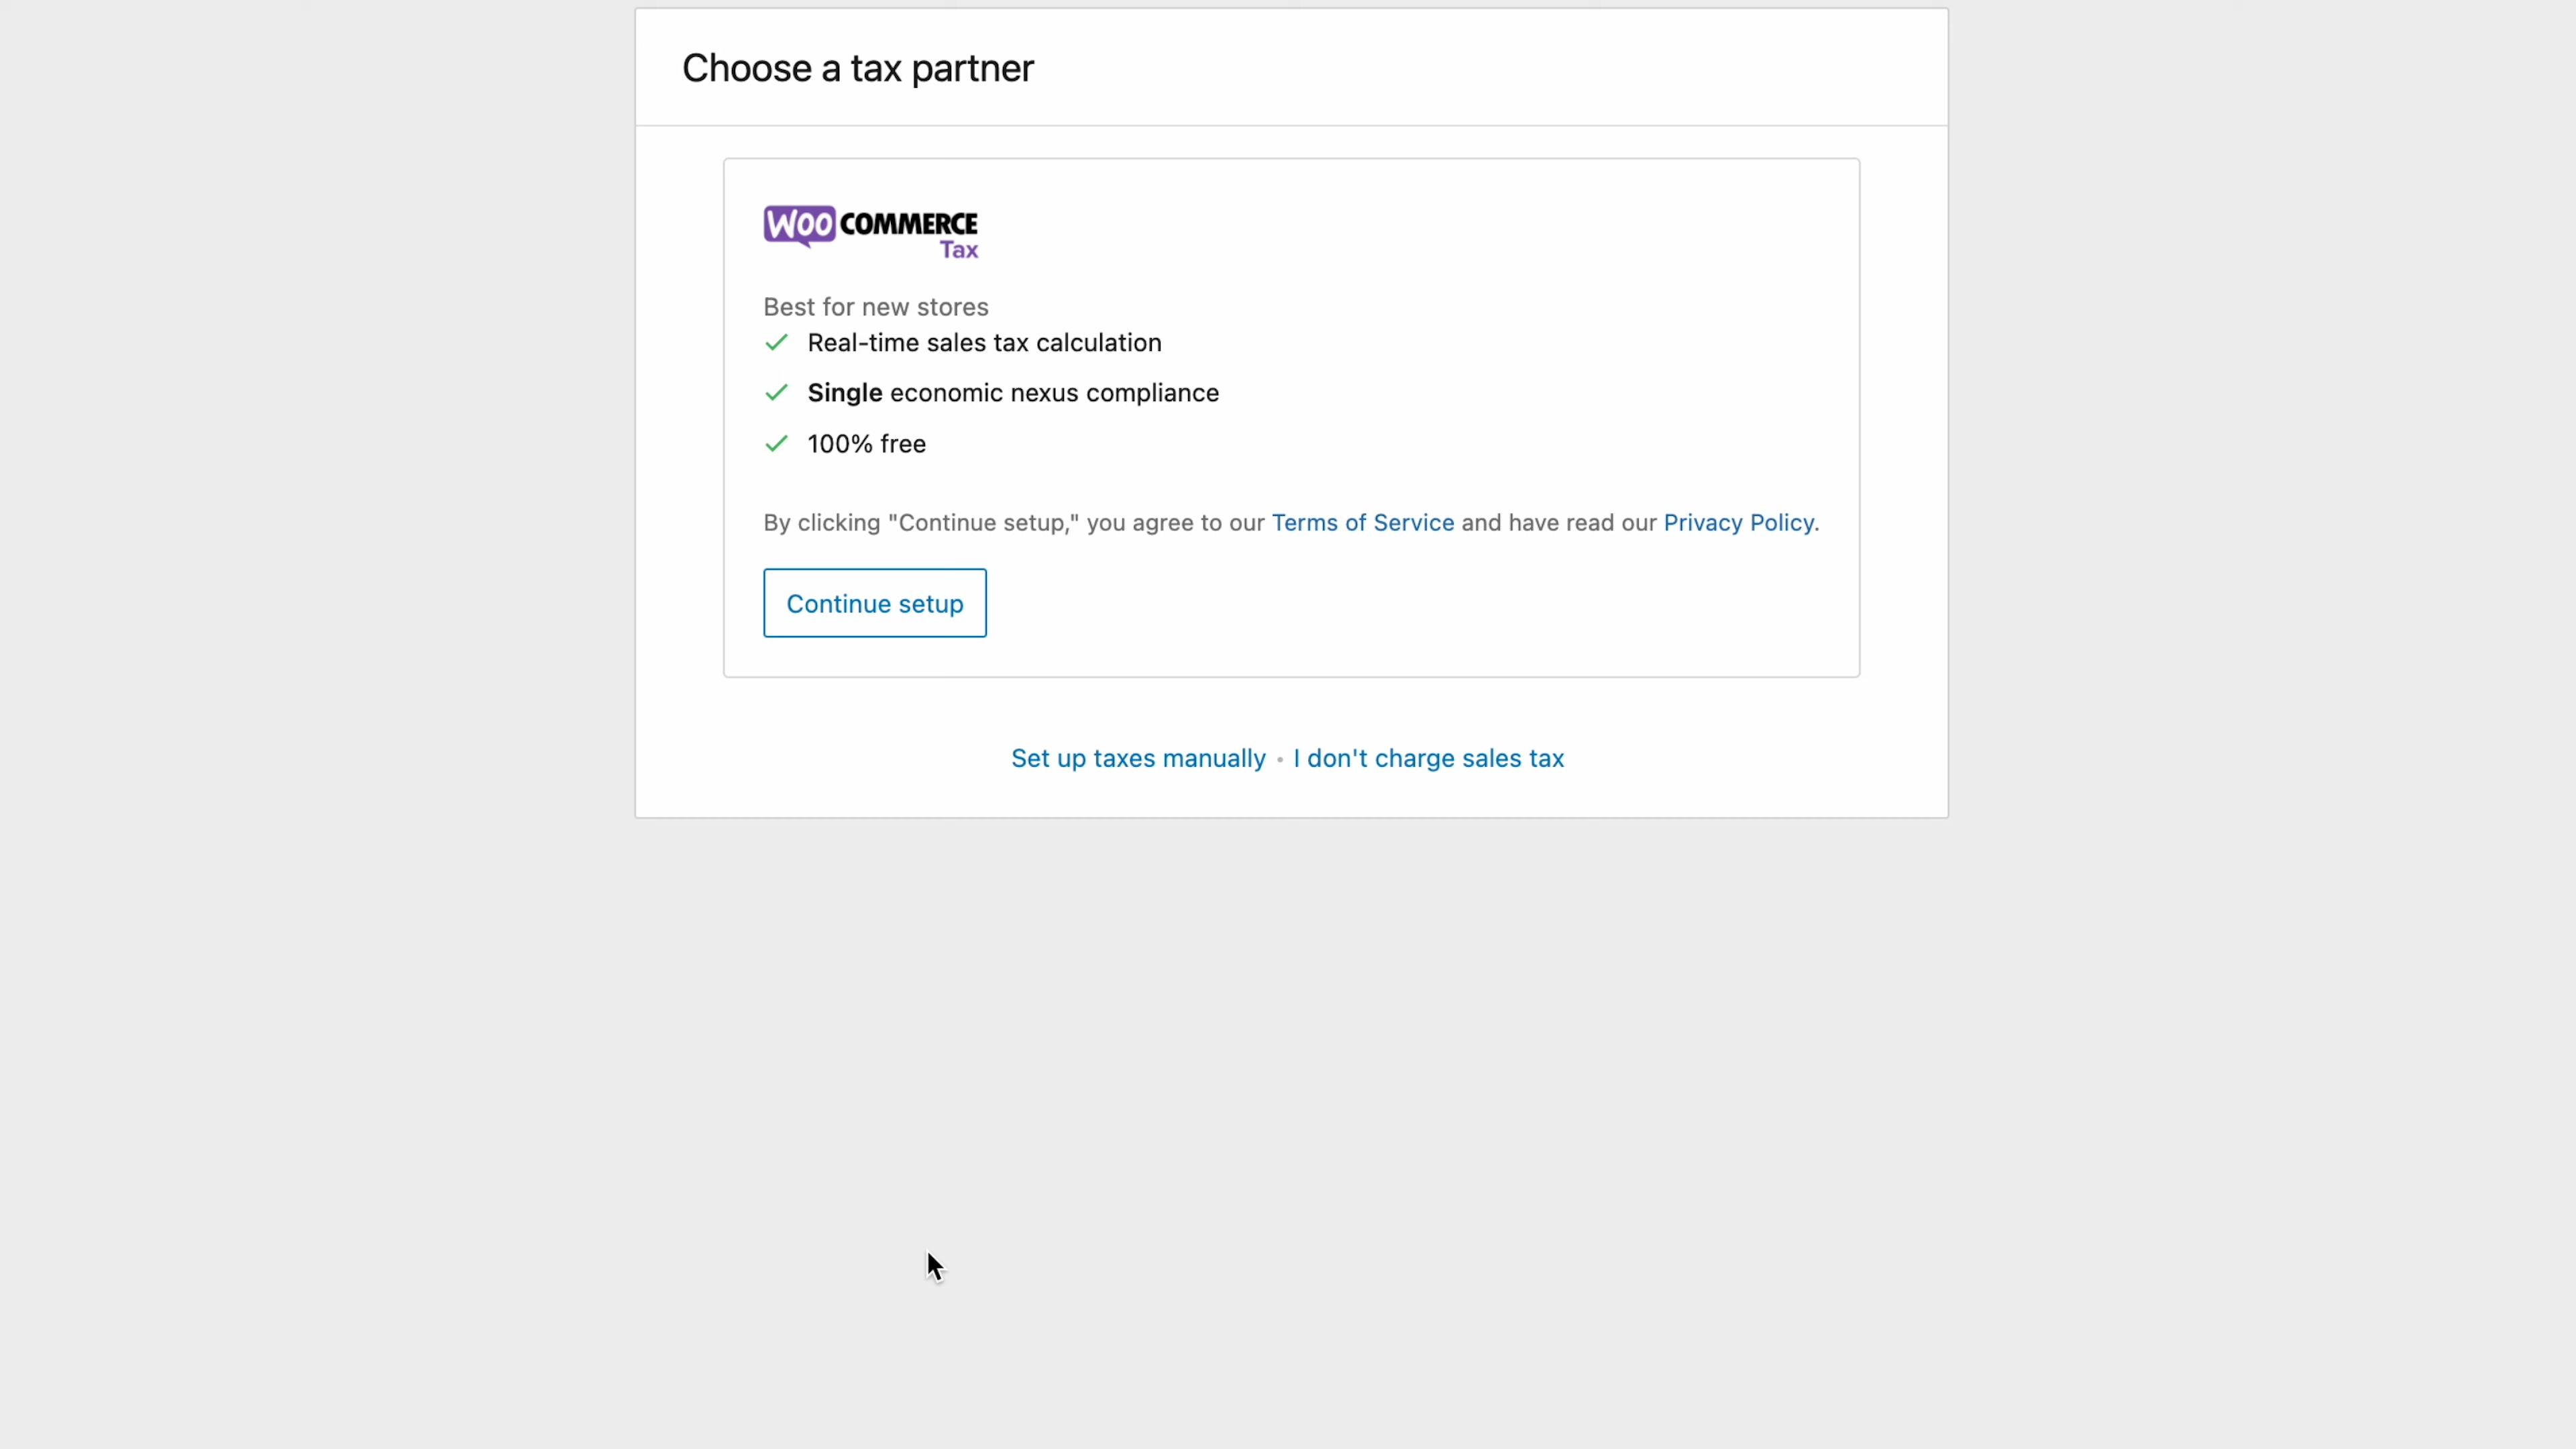 Choose a tax partner
WOO COMMERCE
Tax
Best for new stores
Real-time sales tax calculation
Single economic nexus compliance
100% free
By clicking "Continue setup," you agree to our Terms of Service and have read our Privacy Policy.
Continue setup
Set up taxes manually • I don't charge sales tax